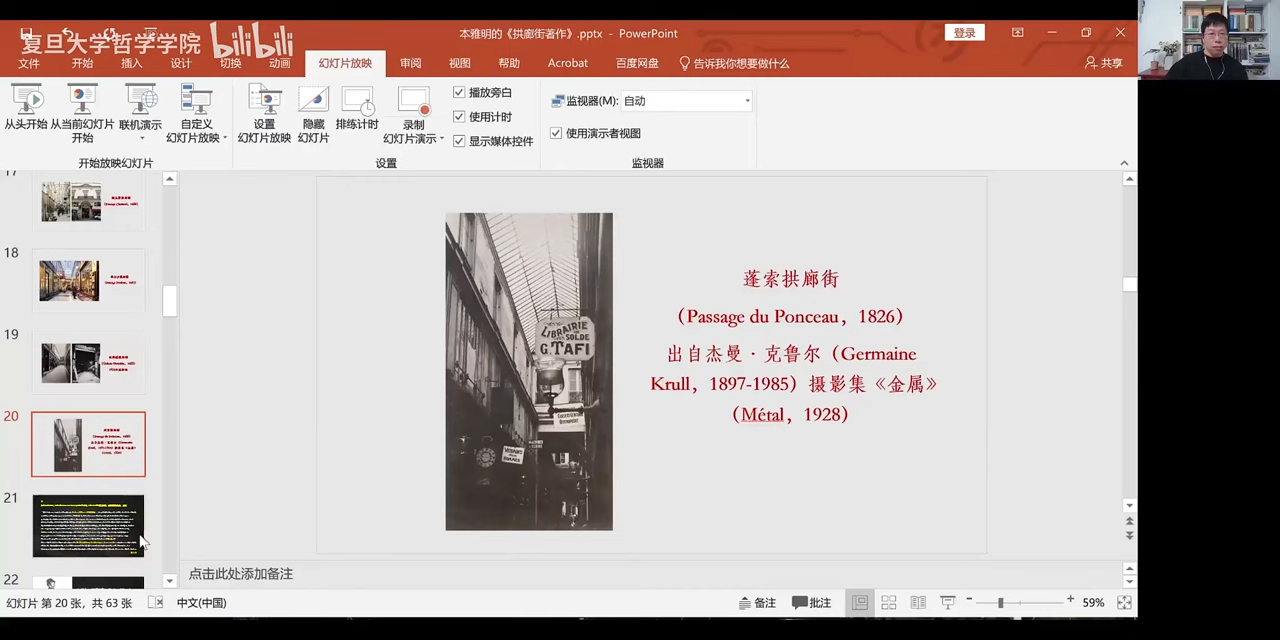 复旦大学哲学学院 bilibili
本雅明的《拱廊街著作》.pptx - PowerPoint
登录
文件 开始 插入 设计 切换 动画 幻灯片放映 审阅 视图 帮助 Acrobat 百度网盘 告诉我你想要做什么 共享
从头开始
从当前幻灯片
开始
联机演示
自定义
幻灯片放映
开始放映幻灯片
设置
幻灯片放映
隐藏
幻灯片
排练计时
录制
幻灯片演示
播放旁白
使用计时
显示媒体控件
设置
监视器(M): 自动
使用演示者视图
监视器
17
18
19
20
21
22
LIBRAIRIE
SOLDE
G.TAFI
蓬索拱廊街
（Passage du Ponceau，1826）
出自杰曼·克鲁尔（Germaine
Krull，1897-1985）摄影集《金属》
（Métal，1928）
点击此处添加备注
幻灯片 第 20 张，共 63 张 中文(中国) 备注 批注 59%